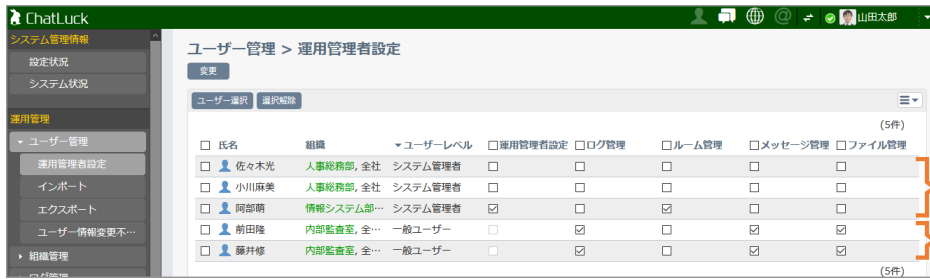 ChatLuck
山田太郎
システム管理情報
設定状況
システム状況
運用管理
ユーザー管理
運用管理者設定
インポート
エクスポート
ユーザー情報変更不…
組織管理
ログ管理
ユーザー管理 > 運用管理者設定
変更
ユーザー選択 選択解除
(5件)
氏名 組織 ▼ユーザーレベル 運用管理者設定 ログ管理 ルーム管理 メッセージ管理 ファイル管理
佐々木光 人事総務部, 全社 システム管理者
小川麻美 人事総務部, 全社 システム管理者
阿部萌 情報システム部… システム管理者
前田隆 内部監査室, 全… 一般ユーザー
藤井修 内部監査室, 全… 一般ユーザー
(5件)